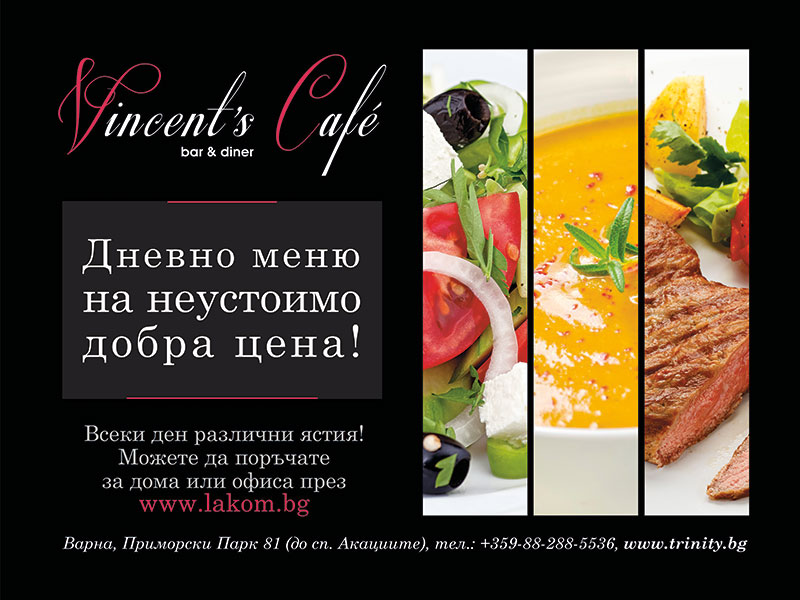 Vincent's Café
bar & diner
Дневно меню
на неустоимо
добра цена!
Всеки ден различни ястия!
Можете да поръчате
за дома или офиса през
www.lakom.bg
Варна, Приморски Парк 81 (до сп. Акациите), тел.: +359-88-288-5536, www.trinity.bg